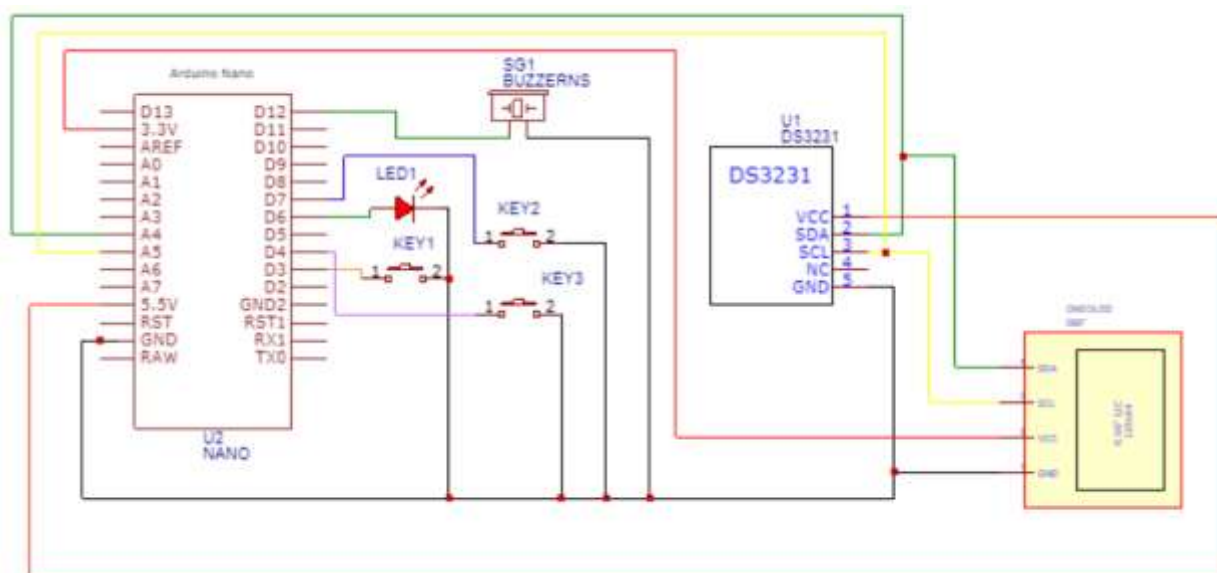 Arduino Nano
D13
3.3V
AREF
A0
A1
A2
A3
A4
A5
A6
A7
5.5V
RST
GND
RAW
D12
D11
D10
D9
D8
D7
D6
D5
D4
D3
D2
GND2
RST1
RX1
TX0
U2
NANO
SG1
BUZZERNS
LED1
KEY2
1 2
KEY1
1 2
KEY3
1 2
U1
DS3231
DS3231
VCC 1
SDA 2
SCL 3
NC 4
GND 5
SDA
SCL
VCC
GND